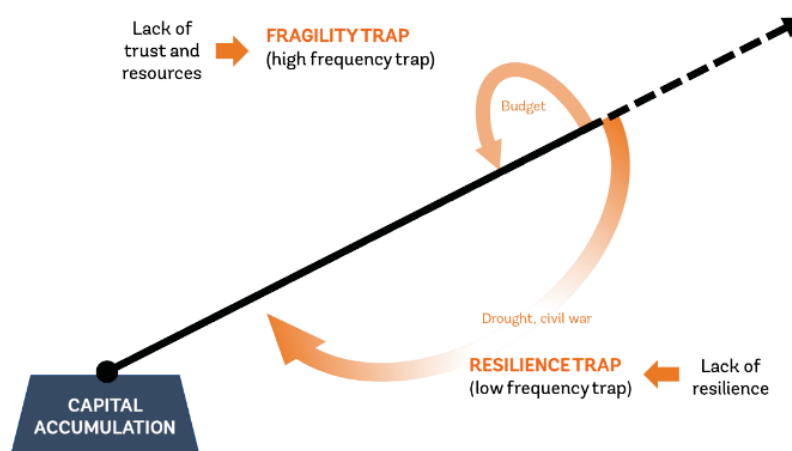 Lack of
trust and
resources
FRAGILITY TRAP
(high frequency trap)
Budget
Drought, civil war
RESILIENCE TRAP
(low frequency trap)
Lack of
resilience
CAPITAL
ACCUMULATION